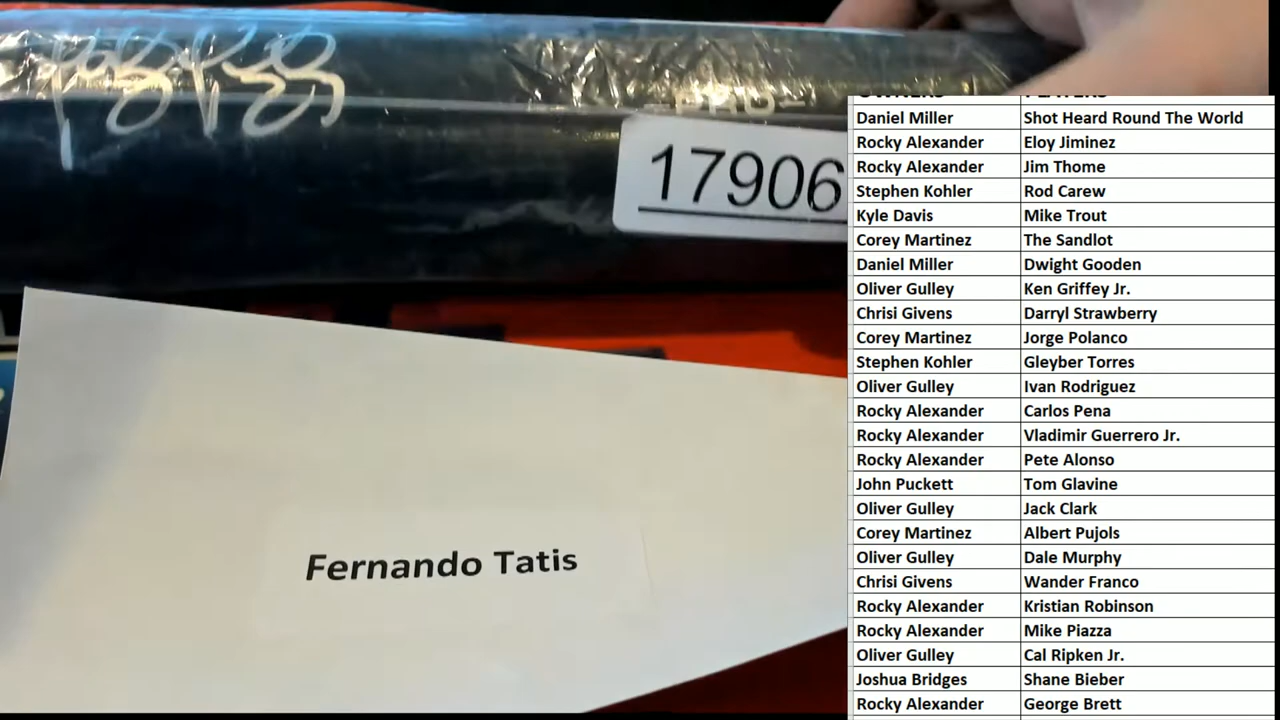 -PRO-
17906
Fernando Tatis
OWNERS PLAYERS
Daniel Miller Shot Heard Round The World
Rocky Alexander Eloy Jiminez
Rocky Alexander Jim Thome
Stephen Kohler Rod Carew
Kyle Davis Mike Trout
Corey Martinez The Sandlot
Daniel Miller Dwight Gooden
Oliver Gulley Ken Griffey Jr.
Chrisi Givens Darryl Strawberry
Corey Martinez Jorge Polanco
Stephen Kohler Gleyber Torres
Oliver Gulley Ivan Rodriguez
Rocky Alexander Carlos Pena
Rocky Alexander Vladimir Guerrero Jr.
Rocky Alexander Pete Alonso
John Puckett Tom Glavine
Oliver Gulley Jack Clark
Corey Martinez Albert Pujols
Oliver Gulley Dale Murphy
Chrisi Givens Wander Franco
Rocky Alexander Kristian Robinson
Rocky Alexander Mike Piazza
Oliver Gulley Cal Ripken Jr.
Joshua Bridges Shane Bieber
Rocky Alexander George Brett